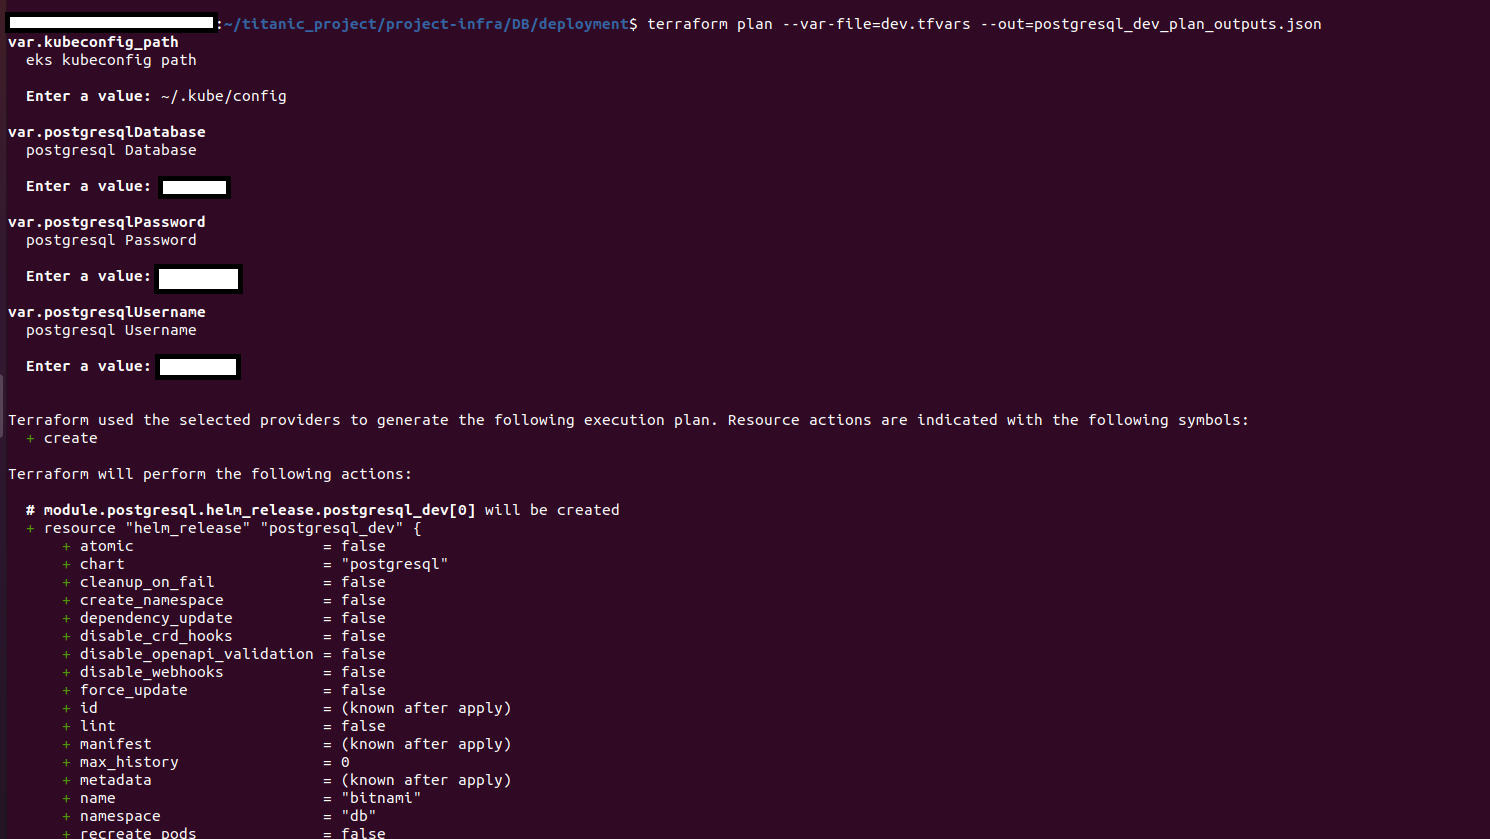 :~/titanic_project/project-infra/DB/deployment$ terraform plan --var-file=dev.tfvars --out=postgresql_dev_plan_outputs.json
var.kubeconfig_path
  eks kubeconfig path
  Enter a value: ~/.kube/config
var.postgresqlDatabase
  postgresql Database
  Enter a value:
var.postgresqlPassword
  postgresql Password
  Enter a value:
var.postgresqlUsername
  postgresql Username
  Enter a value:
Terraform used the selected providers to generate the following execution plan. Resource actions are indicated with the following symbols:
  + create
Terraform will perform the following actions:
  # module.postgresql.helm_release.postgresql_dev[0] will be created
  + resource "helm_release" "postgresql_dev" {
      + atomic                     = false
      + chart                      = "postgresql"
      + cleanup_on_fail            = false
      + create_namespace           = false
      + dependency_update          = false
      + disable_crd_hooks          = false
      + disable_openapi_validation = false
      + disable_webhooks           = false
      + force_update               = false
      + id                         = (known after apply)
      + lint                       = false
      + manifest                   = (known after apply)
      + max_history                = 0
      + metadata                   = (known after apply)
      + name                       = "bitnami"
      + namespace                  = "db"
      + recreate_pods              = false